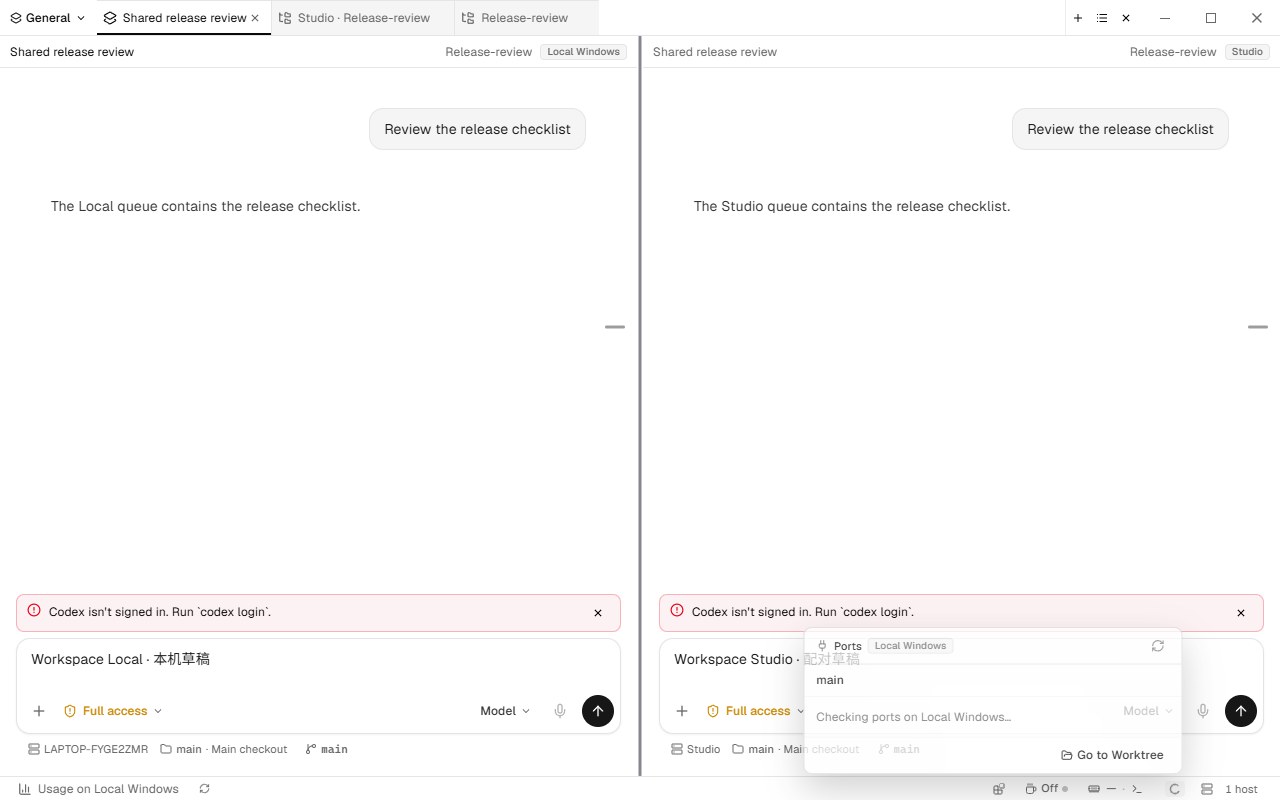 General
Shared release review
Studio · Release-review
Release-review
Shared release review
Release-review
Local Windows
Shared release review
Release-review
Studio
Review the release checklist
The Local queue contains the release checklist.
Review the release checklist
The Studio queue contains the release checklist.
Codex isn't signed in. Run `codex login`.
Workspace Local · 本机草稿
Full access
Model
LAPTOP-FYGE2ZMR
main · Main checkout
main
Codex isn't signed in. Run `codex login`.
Workspace Studio · 配对草稿
Full access
Model
Studio
main · Main checkout
main
Ports
Local Windows
main
Checking ports on Local Windows…
Go to Worktree
Usage on Local Windows
Off
— ·
1 host